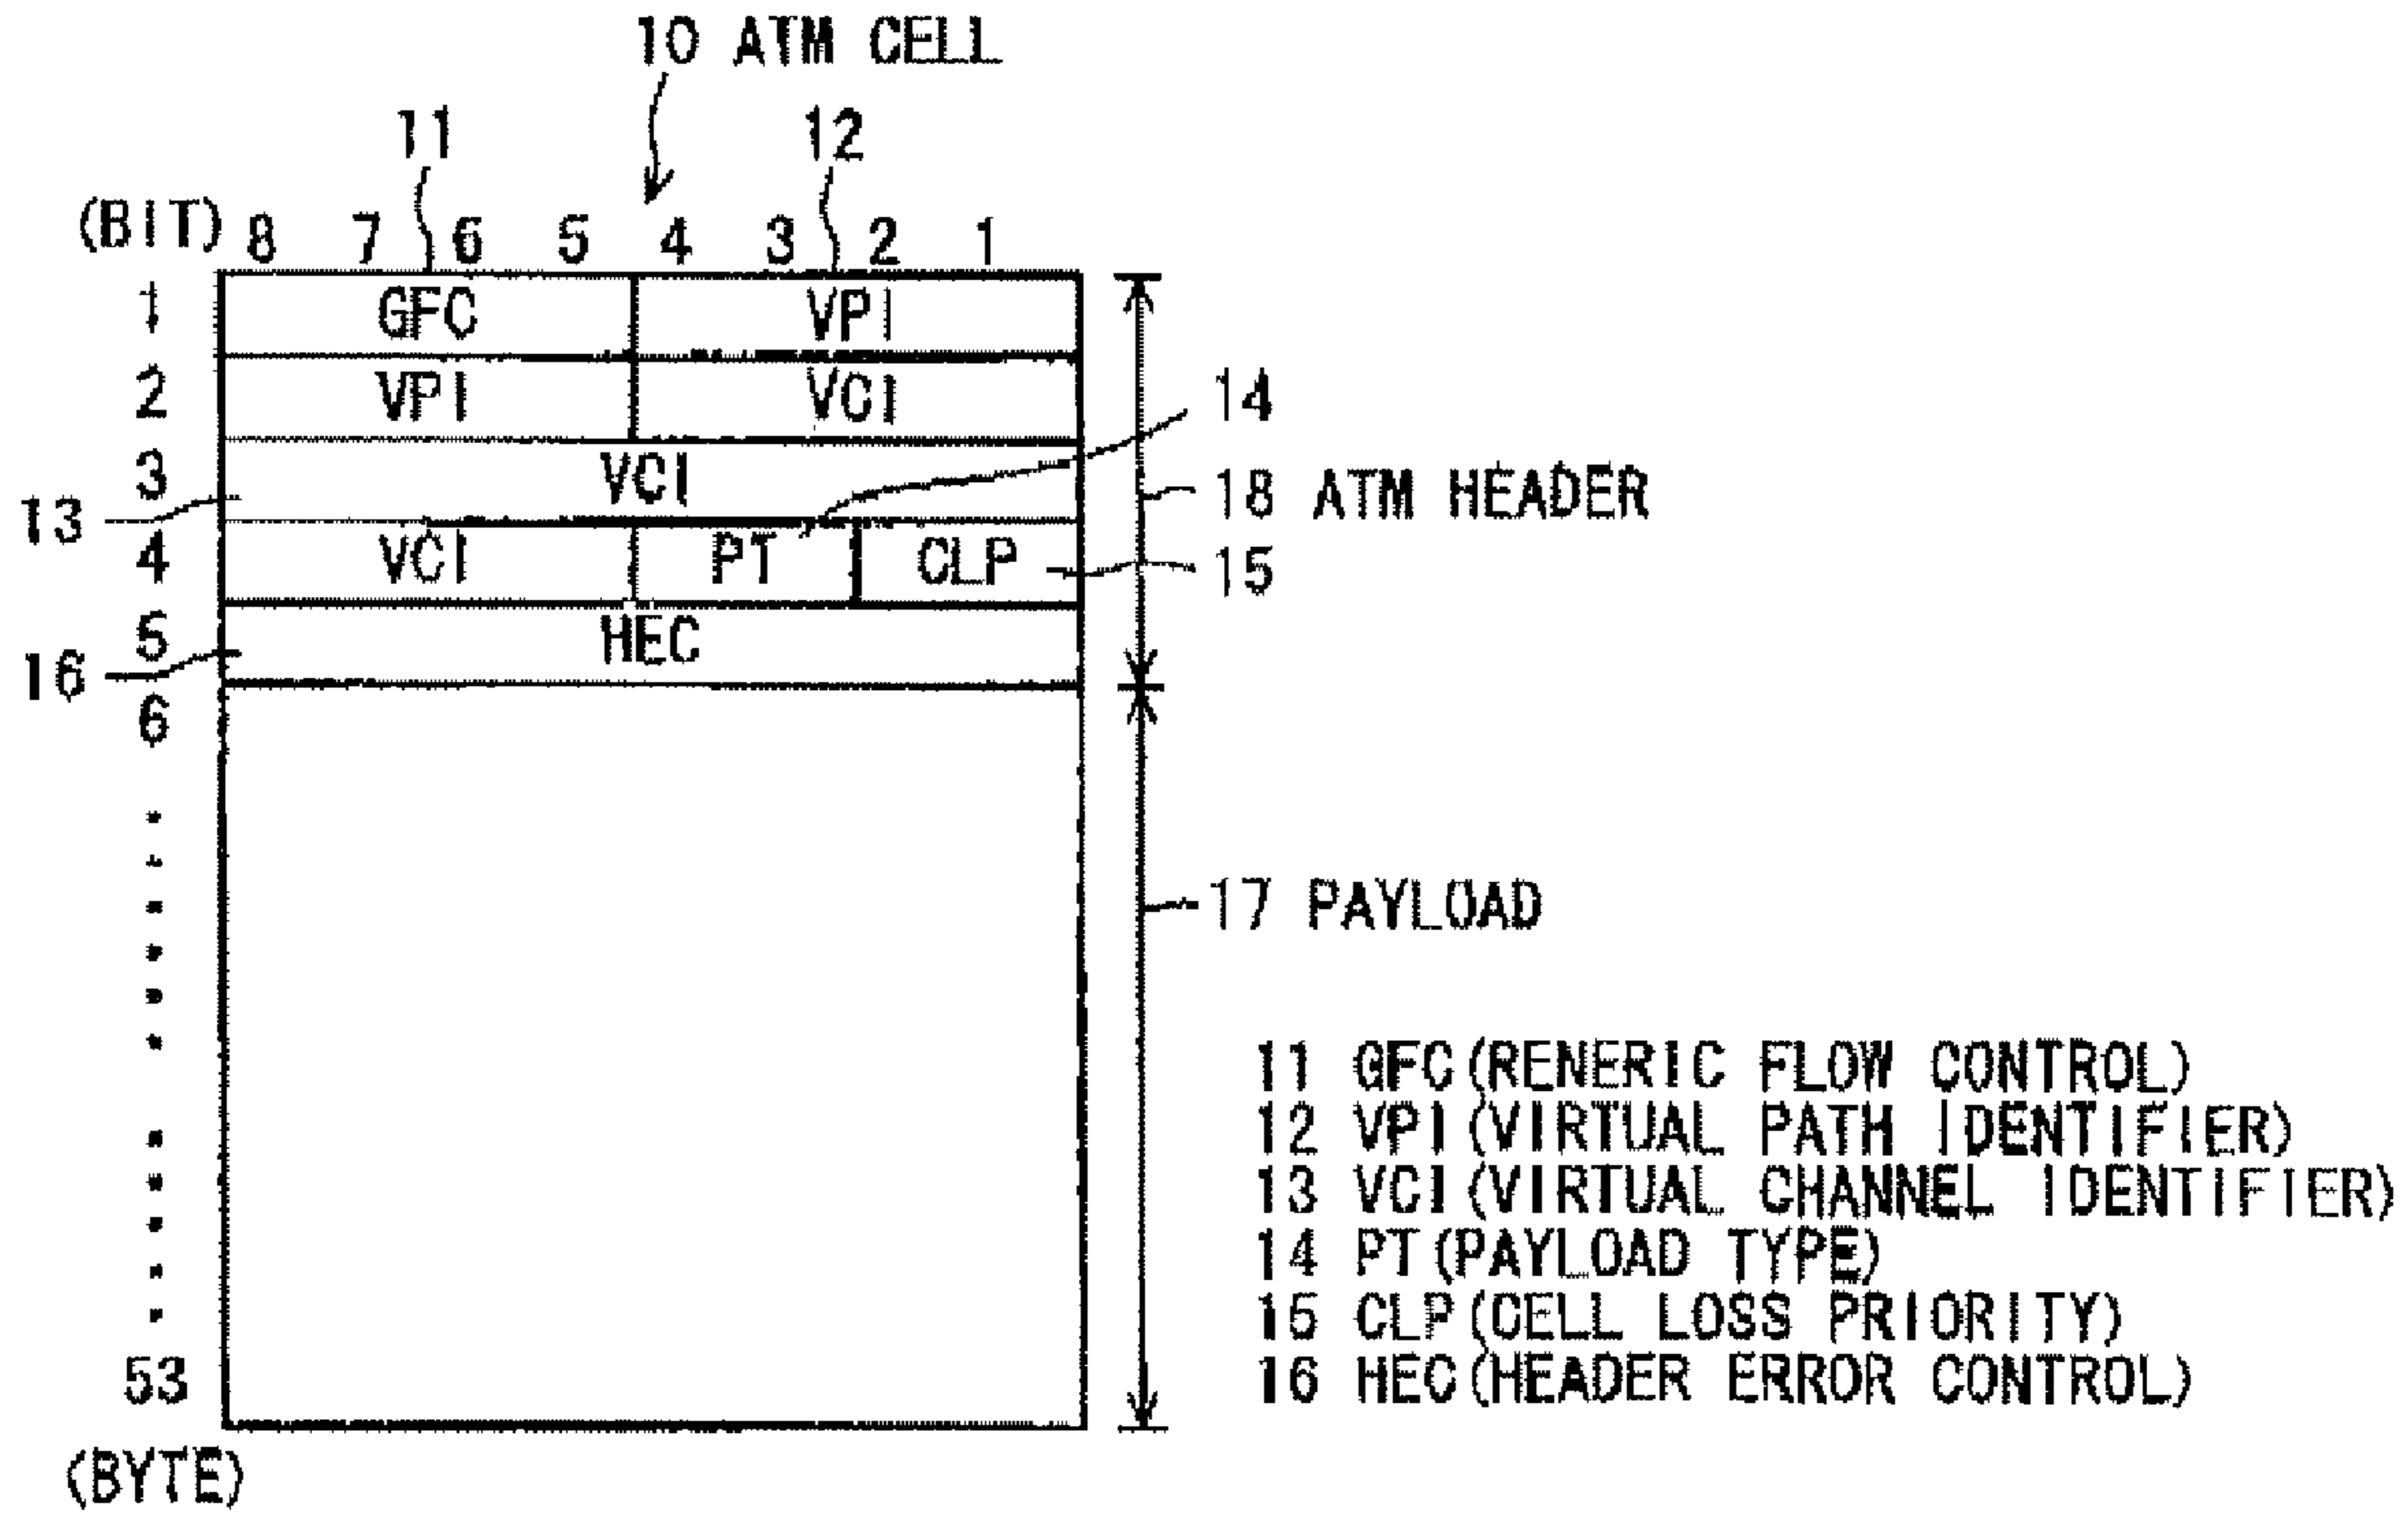 10 ATM CELL
11 12
(BIT) 8 7 6 5 4 3 2 1
1 GFC VPI
2 VPI VCI
14
3 VCI
18 ATM HEADER
13
4 VCI PT CLP
15
5 HEC
16
6
17 PAYLOAD
11 GFC(RENERIC FLOW CONTROL)
12 VPI(VIRTUAL PATH IDENTIFIER)
13 VCI(VIRTUAL CHANNEL IDENTIFIER)
14 PT(PAYLOAD TYPE)
15 CLP(CELL LOSS PRIORITY)
53
16 HEC(HEADER ERROR CONTROL)
(BYTE)